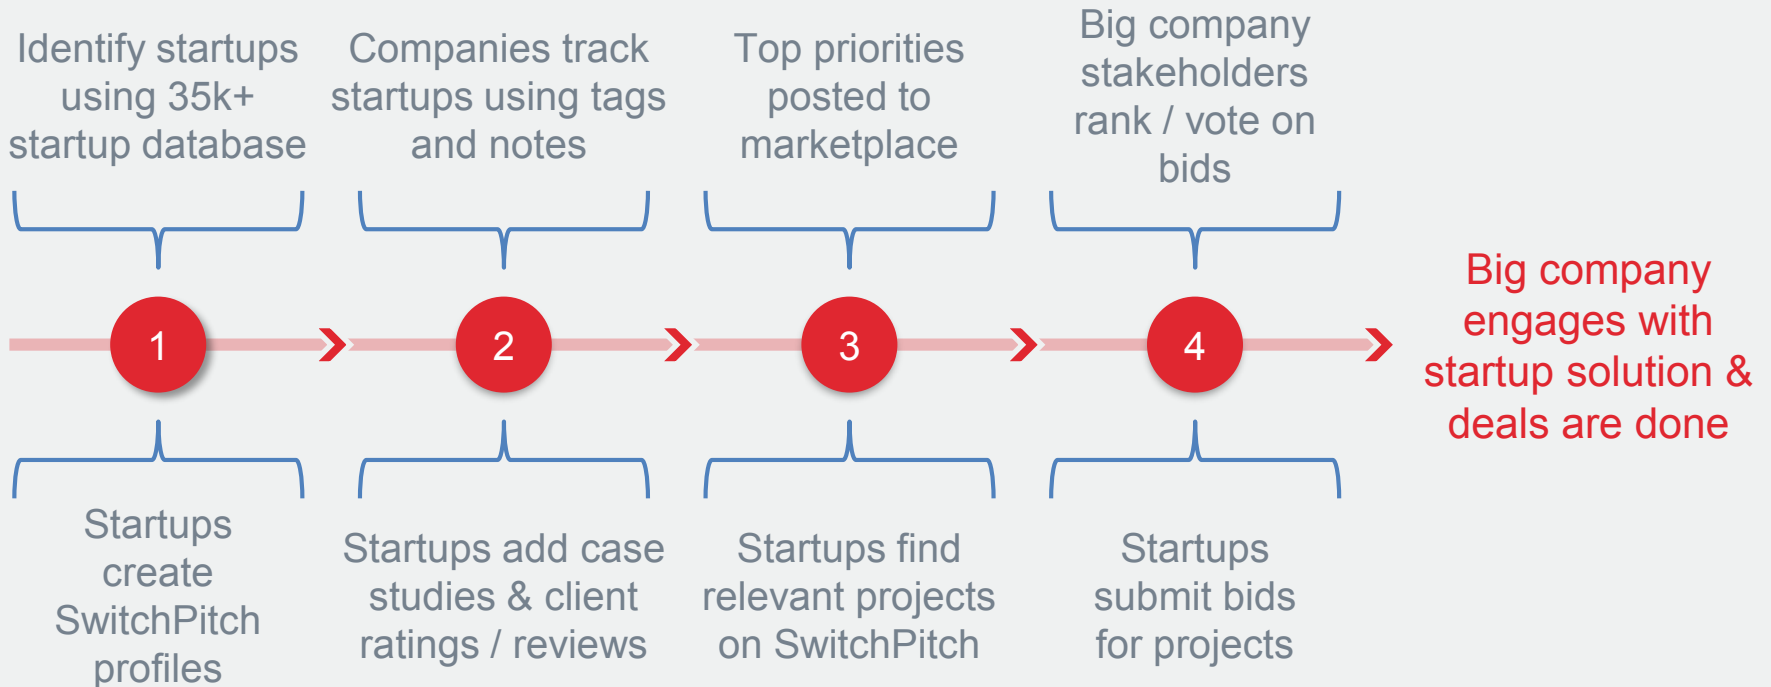 Identify startups
using 35k+
startup database
Companies track
startups using tags
and notes
Top priorities
posted to
marketplace
Big company
stakeholders
rank / vote on
bids
1
2
3
4
Big company
engages with
startup solution &
deals are done
Startups
create
SwitchPitch
profiles
Startups add case
studies & client
ratings / reviews
Startups find
relevant projects
on SwitchPitch
Startups
submit bids
for projects